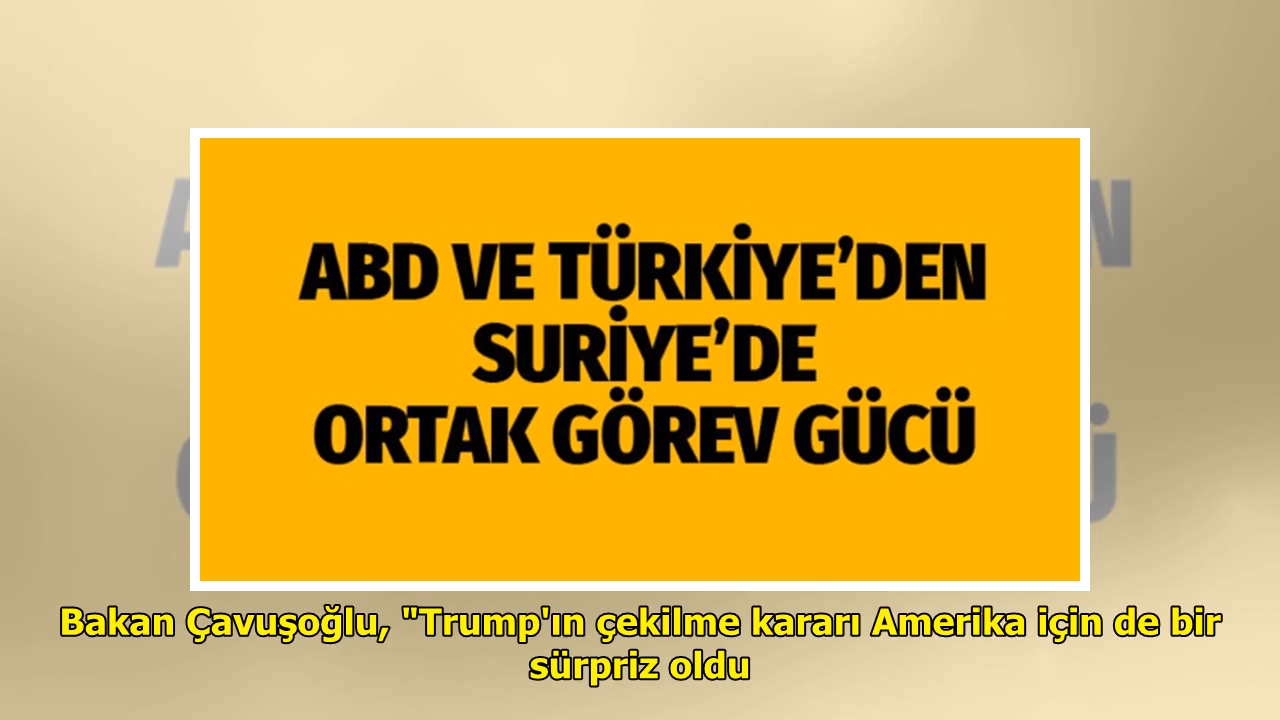 ABD VE TÜRKİYE’DEN
SURİYE’DE
ORTAK GÖREV GÜCÜ
Bakan Çavuşoğlu, "Trump'ın çekilme kararı Amerika için de bir
sürpriz oldu